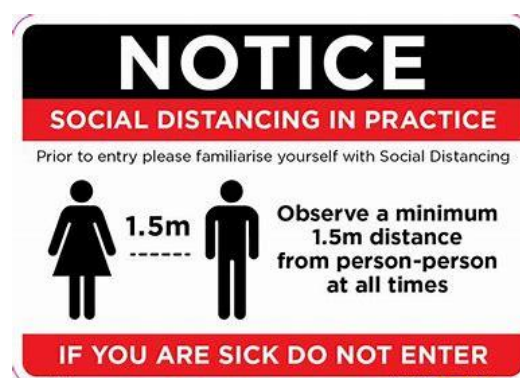 NOTICE
SOCIAL DISTANCING IN PRACTICE
Prior to entry please familiarise yourself with Social Distancing
1.5m
Observe a minimum
1.5m distance
from person-person
at all times
IF YOU ARE SICK DO NOT ENTER